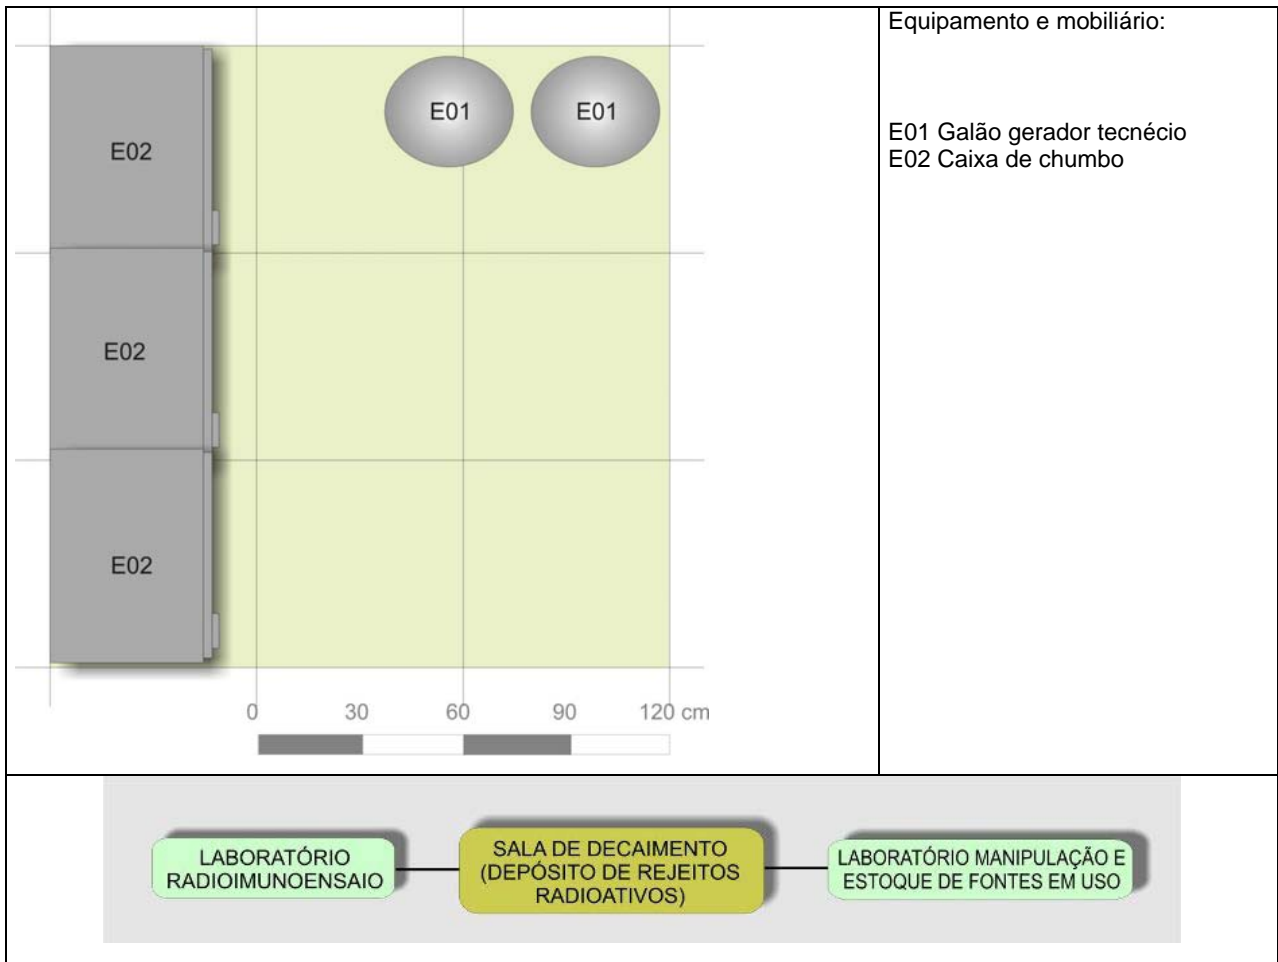 Equipamento e mobiliário:
E01 Galão gerador tecnécio
E02 Caixa de chumbo
E01
E01
E02
E02
E02
0 30 60 90 120 cm
LABORATÓRIO
RADIOIMUNOENSAIO
SALA DE DECAIMENTO
(DEPÓSITO DE REJEITOS
RADIOATIVOS)
LABORATÓRIO MANIPULAÇÃO E
ESTOQUE DE FONTES EM USO